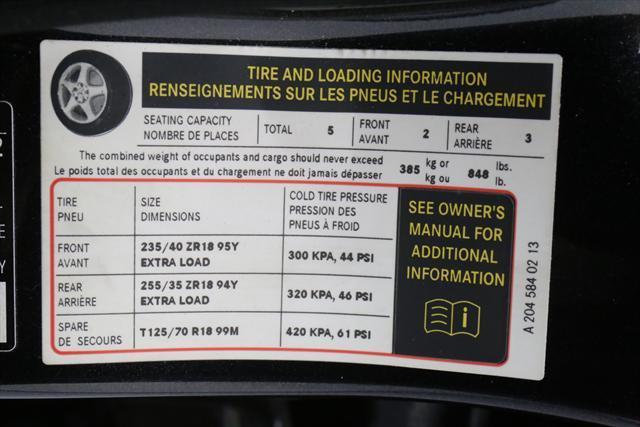 TIRE AND LOADING INFORMATION
RENSEIGNEMENTS SUR LES PNEUS ET LE CHARGEMENT
SEATING CAPACITY
NOMBRE DE PLACES
TOTAL 5
FRONT
AVANT
2
REAR
ARRIÈRE
3
The combined weight of occupants and cargo should never exceed
Le poids total des occupants et du chargement ne doit jamais dépasser
385
kg or
kg ou
848
lbs.
lb.
TIRE
PNEU
SIZE
DIMENSIONS
COLD TIRE PRESSURE
PRESSION DES
PNEUS À FROID
FRONT
AVANT
235/40 ZR18 95Y
EXTRA LOAD
300 KPA, 44 PSI
REAR
ARRIÈRE
255/35 ZR18 94Y
EXTRA LOAD
320 KPA, 46 PSI
SPARE
DE SECOURS
T125/70 R18 99M
420 KPA, 61 PSI
SEE OWNER'S
MANUAL FOR
ADDITIONAL
INFORMATION
i
A 204 584 02 13